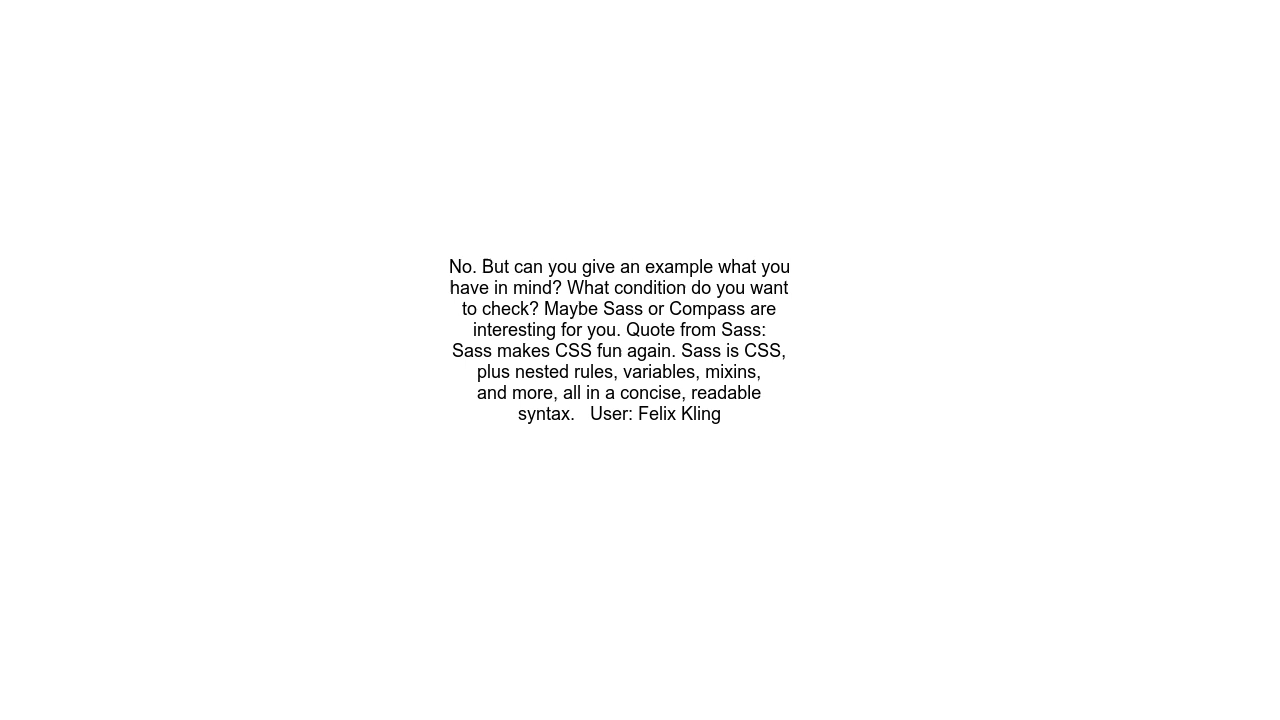 No. But can you give an example what you
have in mind? What condition do you want
to check? Maybe Sass or Compass are
interesting for you. Quote from Sass:
Sass makes CSS fun again. Sass is CSS,
plus nested rules, variables, mixins,
and more, all in a concise, readable
syntax.   User: Felix Kling